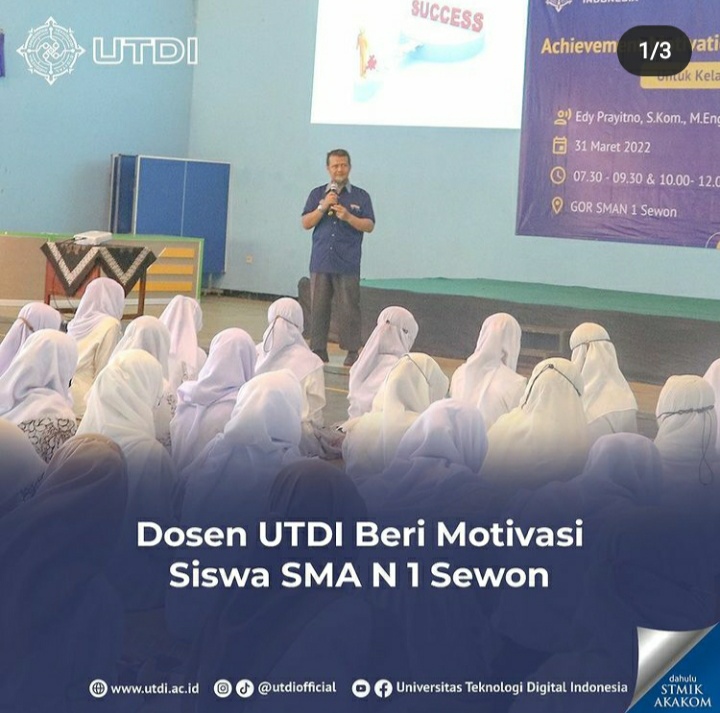 UTDI
SUCCESS
1/3
Untuk Kela
Edy Prayitno, S.Kom., M.Eng
31 Maret 2022
07.30 - 09.30 & 10.00- 12.0
GOR SMAN 1 Sewon
Dosen UTDI Beri Motivasi
Siswa SMA N 1 Sewon
www.utdi.ac.id
@utdiofficial
Universitas Teknologi Digital Indonesia
dahulu
STMIK
AKAKOM